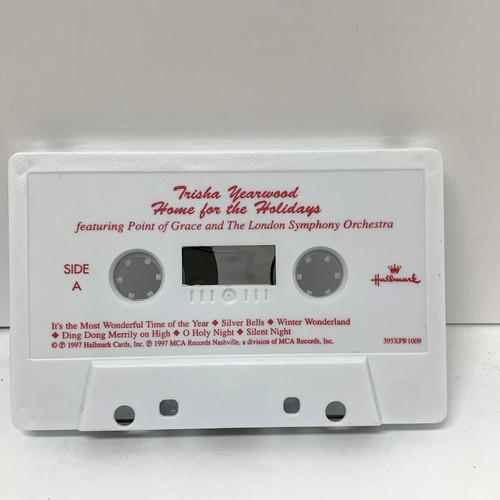 Trisha Yearwood
Home for the Holidays
featuring Point of Grace and The London Symphony Orchestra
SIDE
A
Hallmark
It's the Most Wonderful Time of the Year ◆ Silver Bells ◆ Winter Wonderland
◆ Ding Dong Merrily on High ◆ O Holy Night ◆ Silent Night
© ℗ 1997 Hallmark Cards, Inc. ℗ 1997 MCA Records Nashville, a division of MCA Records, Inc.
395XPR1009